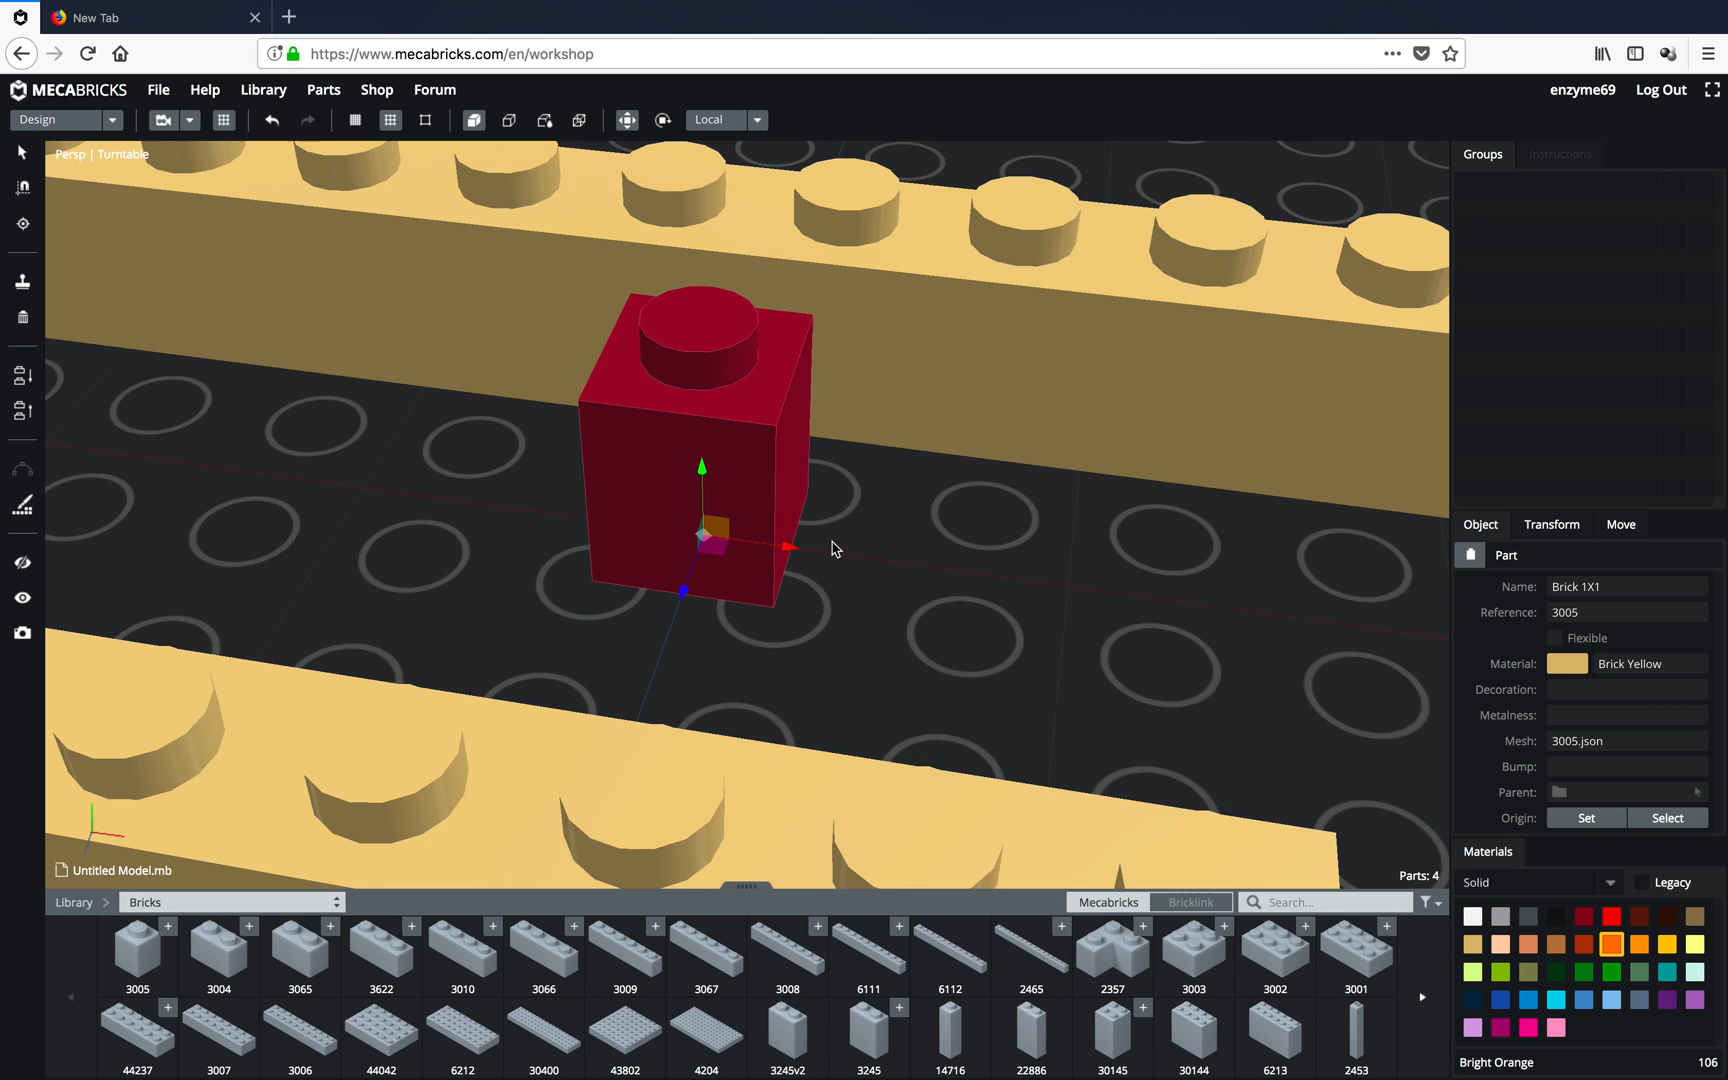 New Tab
https://www.mecabricks.com/en/workshop
MECABRICKS File Help Library Parts Shop Forum enzyme69 Log Out
Design Local
Persp | Turntable
Groups Instructions
Object Transform Move
Part
Name: Brick 1X1
Reference: 3005
Flexible
Material: Brick Yellow
Decoration:
Metalness:
Mesh: 3005.json
Bump:
Parent:
Origin: Set Select
Untitled Model.mb Parts: 4
Materials
Solid Legacy
Library > Bricks Mecabricks Bricklink Search...
3005 3004 3065 3622 3010 3066 3009 3067 3008 6111 6112 2465 2357 3003 3002 3001
44237 3007 3006 44042 6212 30400 43802 4204 3245v2 3245 14716 22886 30145 30144 6213 2453
Bright Orange 106